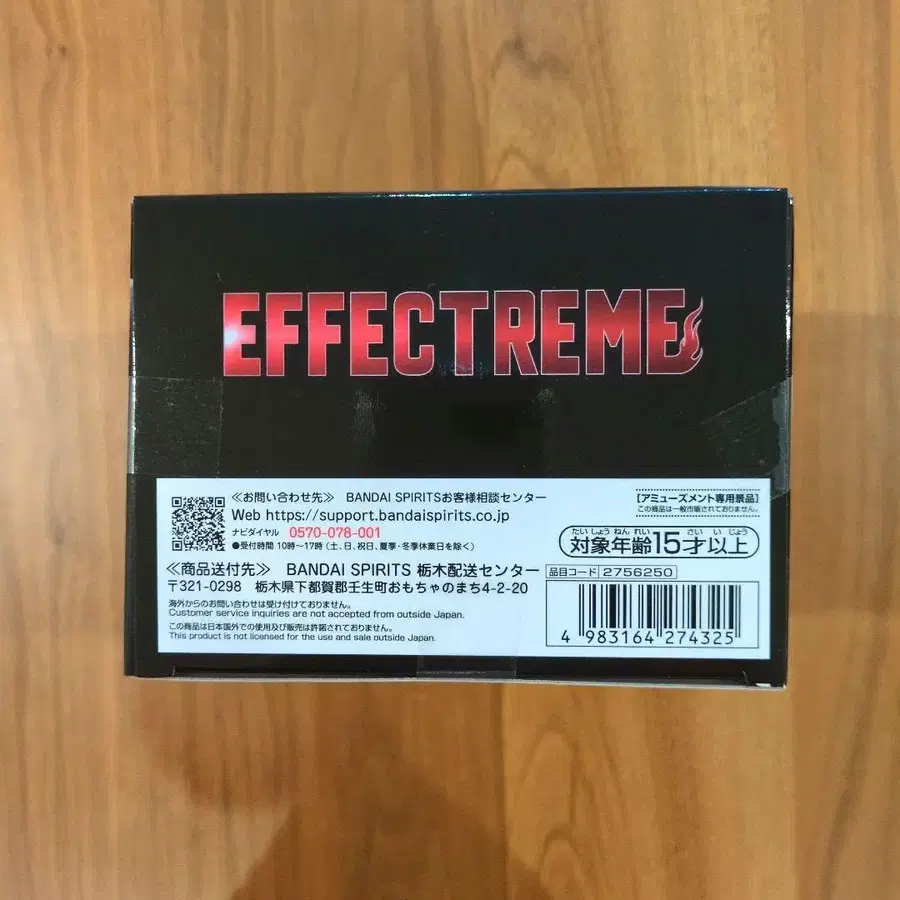 EFFECTREME
≪お問い合わせ先≫ BANDAI SPIRITSお客様相談センター
Web https://support.bandaispirits.co.jp
ナビダイヤル 0570-078-001
●受付時間 10時〜17時 (土、日、祝日、夏季・冬季休業日を除く)
≪商品送付先≫ BANDAI SPIRITS 栃木配送センター
〒321-0298 栃木県下都賀郡壬生町おもちゃのまち4-2-20
海外からのお問い合わせは受け付けておりません。
Customer service inquiries are not accepted from outside Japan.
この商品は日本国外での使用及び販売は許諾されておりません。
This product is not licensed for the use and sale outside Japan.
[アミューズメント専用景品]
この商品は一般市販されておりません。
たい しょう ねん れい さい い じょう
対象年齢15才以上
品目コード 2756250
4 983164 274325